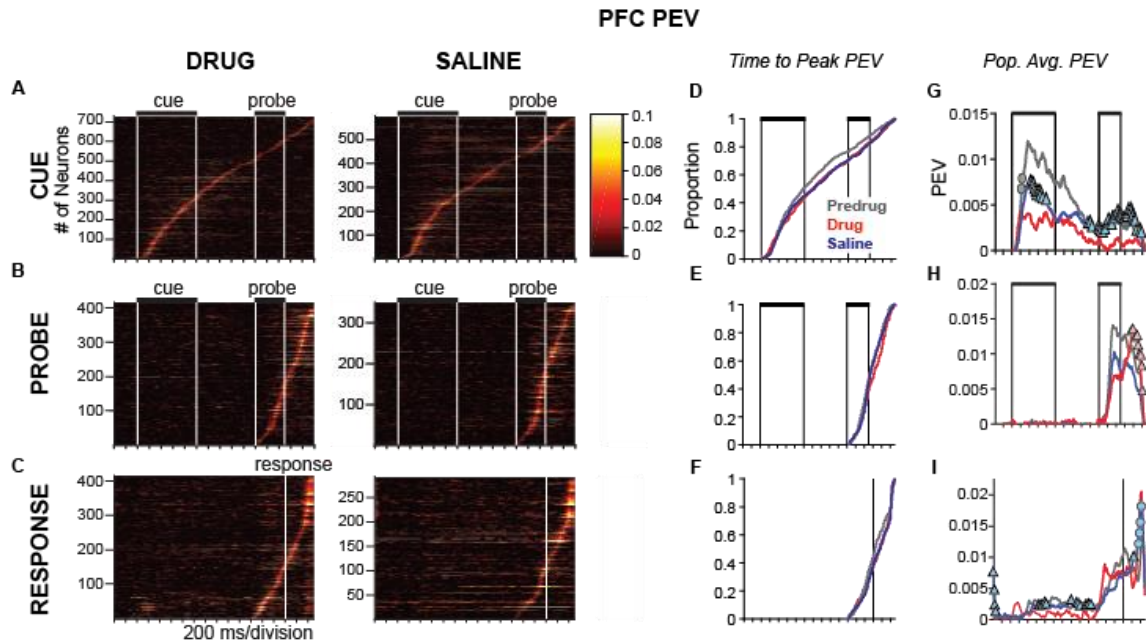 PFC PEV
DRUG
SALINE
Time to Peak PEV
Pop. Avg. PEV
A
cue
probe
cue
probe
D
G
CUE
# of Neurons
700
600
500
400
300
200
100
500
400
300
200
100
0.1
0.08
0.06
0.04
0.02
0
Proportion
1
0.8
0.6
0.4
0.2
0
Predrug
Drug
Saline
PEV
0.015
0.01
0.005
0
B
cue
probe
cue
probe
E
H
PROBE
400
300
200
100
300
200
100
1
0.8
0.6
0.4
0.2
0
0.02
0.015
0.01
0.005
0
C
response
F
I
RESPONSE
400
300
200
100
250
200
150
100
50
1
0.8
0.6
0.4
0.2
0
0.02
0.015
0.01
0.005
0
200 ms/division